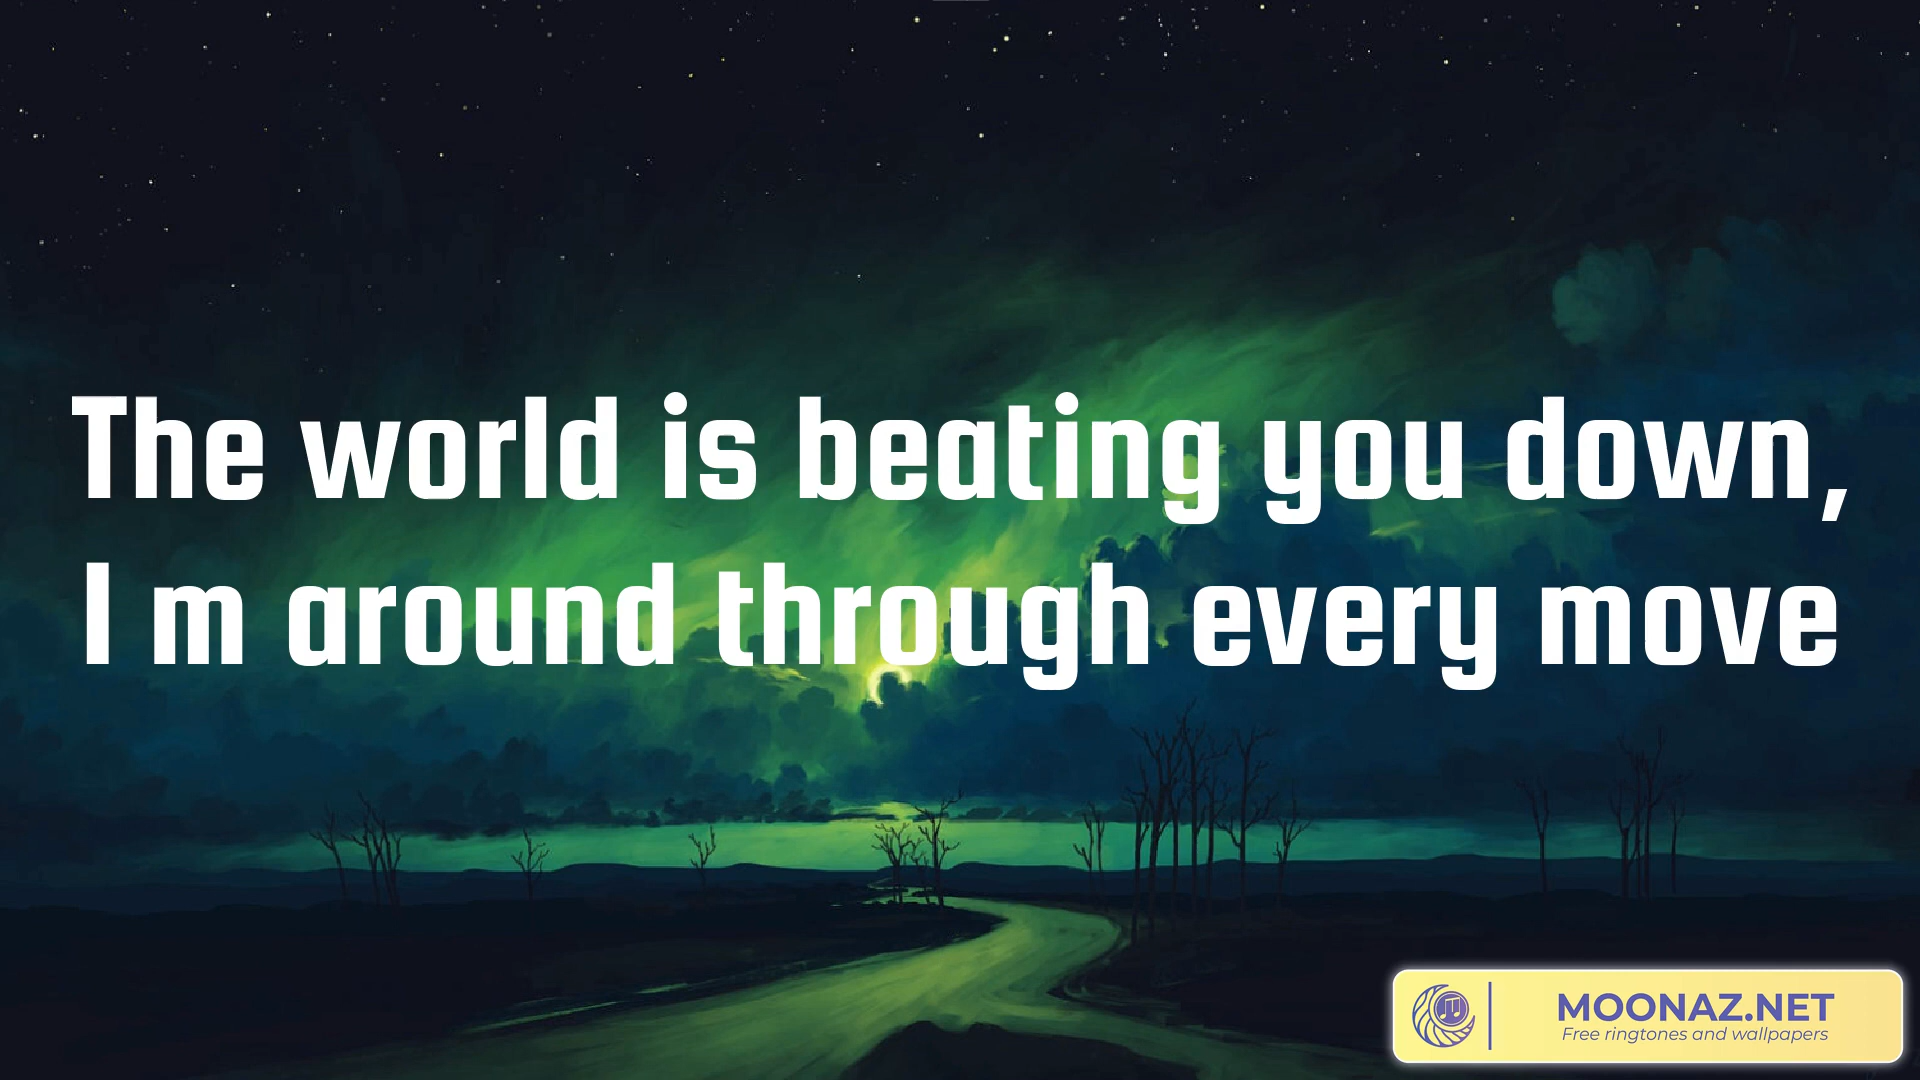 The world is beating you down,
I m around through every move
MOONAZ.NET
Free ringtones and wallpapers